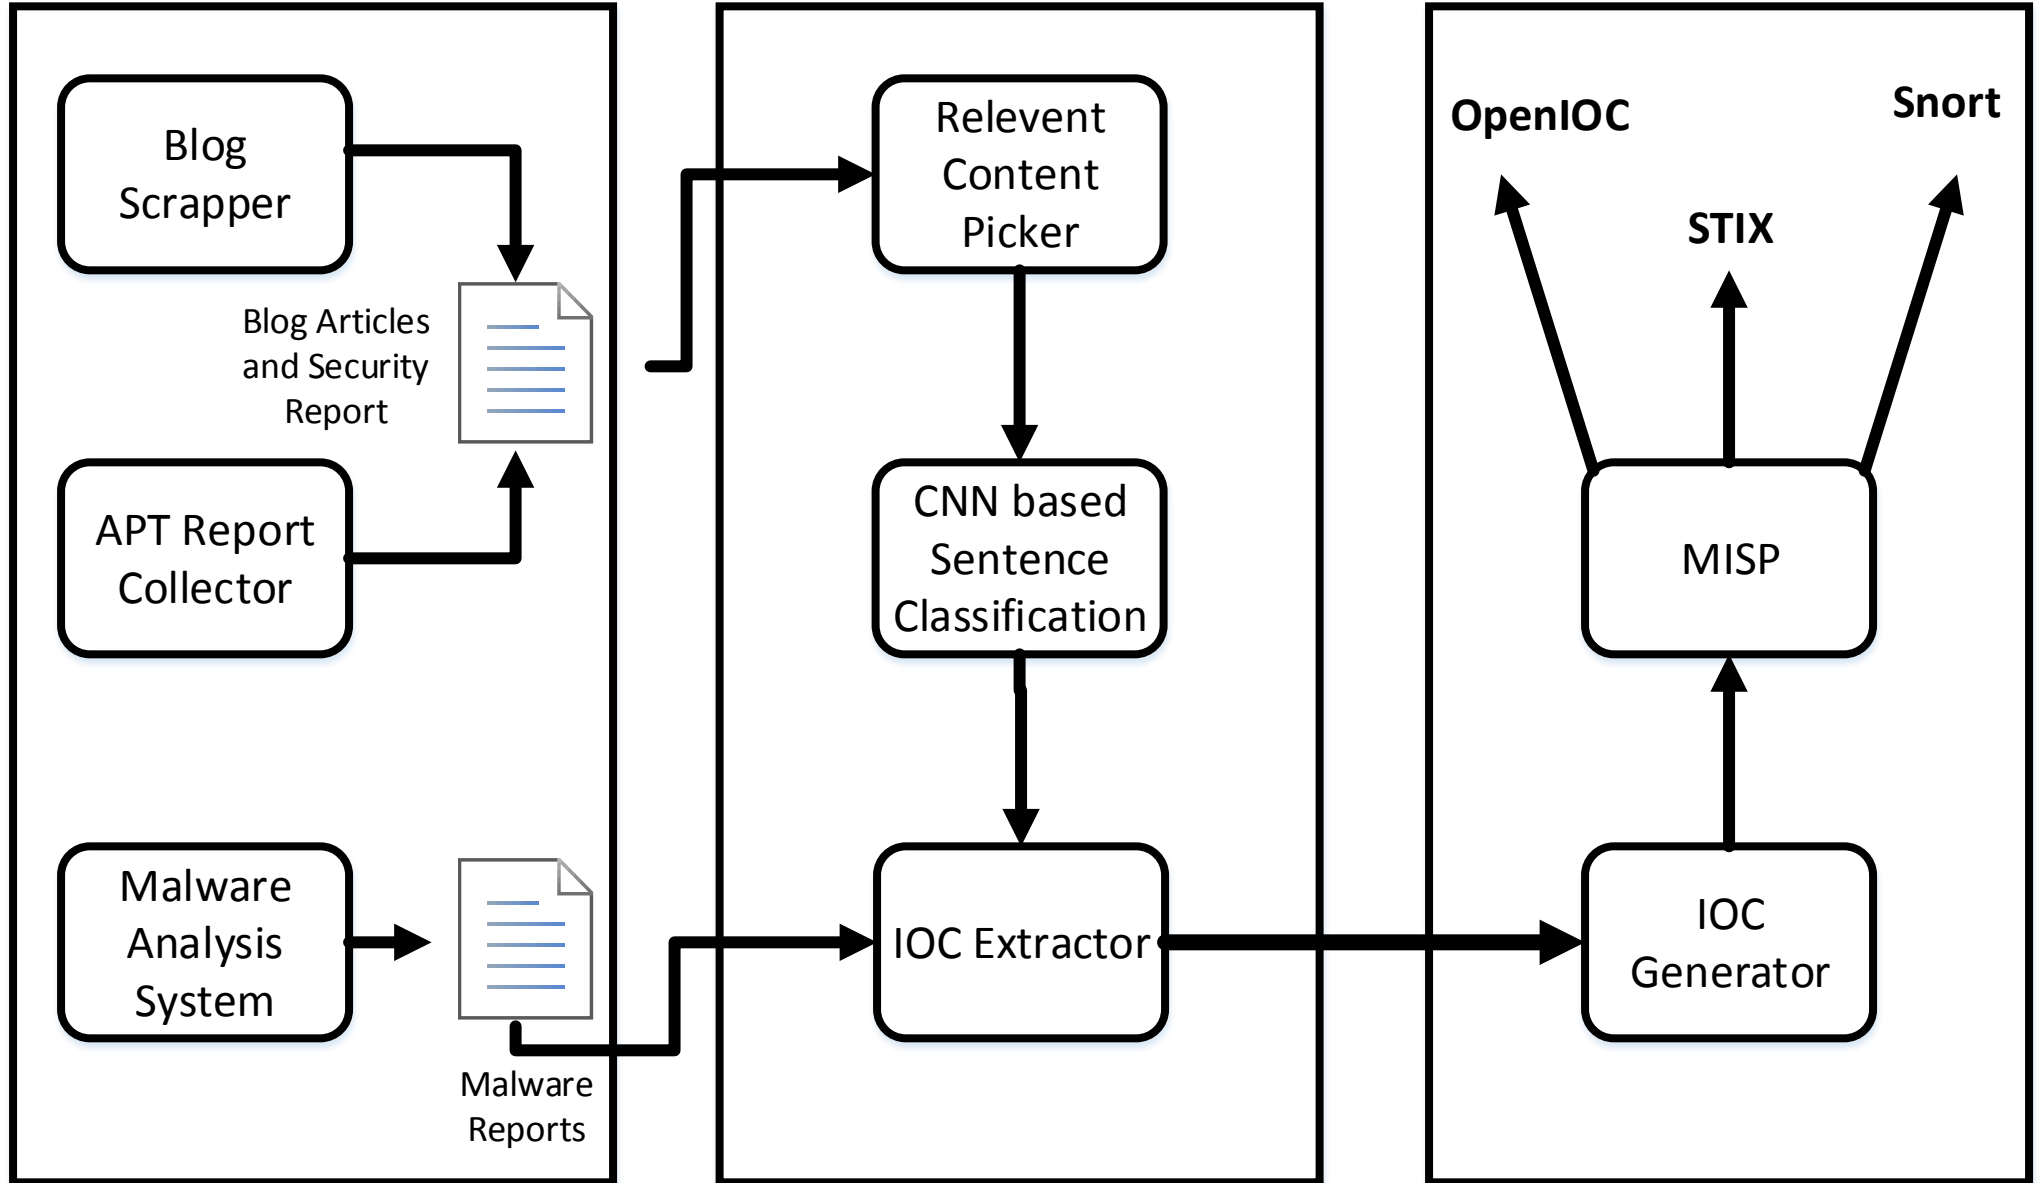 Blog
Scrapper
Blog Articles
and Security
Report
APT Report
Collector
Malware
Analysis
System
Malware
Reports
Relevent
Content
Picker
CNN based
Sentence
Classification
IOC Extractor
OpenIOC
Snort
STIX
MISP
IOC
Generator